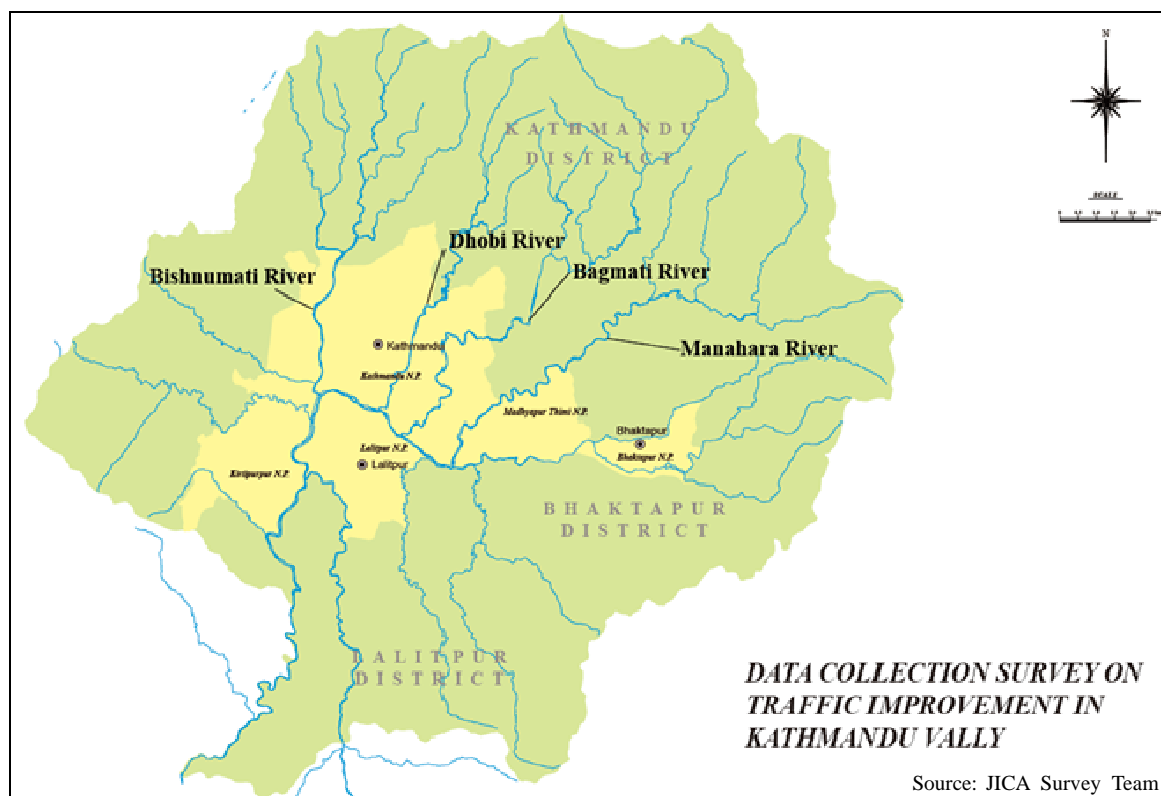 N
KATHMANDU
DISTRICT
SCALE
Dhobi River
Bishnumati River
Bagmati River
Kathmandu
Manahara River
Kathmandu N.P.
Madhyapur Thimi N.P.
Bhaktapur
Lalitpur N.P.
Bhaktapur N.P.
Lalitpur
BHAKTAPUR
DISTRICT
LALITPUR
DISTRICT
DATA COLLECTION SURVEY ON
TRAFFIC IMPROVEMENT IN
KATHMANDU VALLY
Source: JICA Survey Team